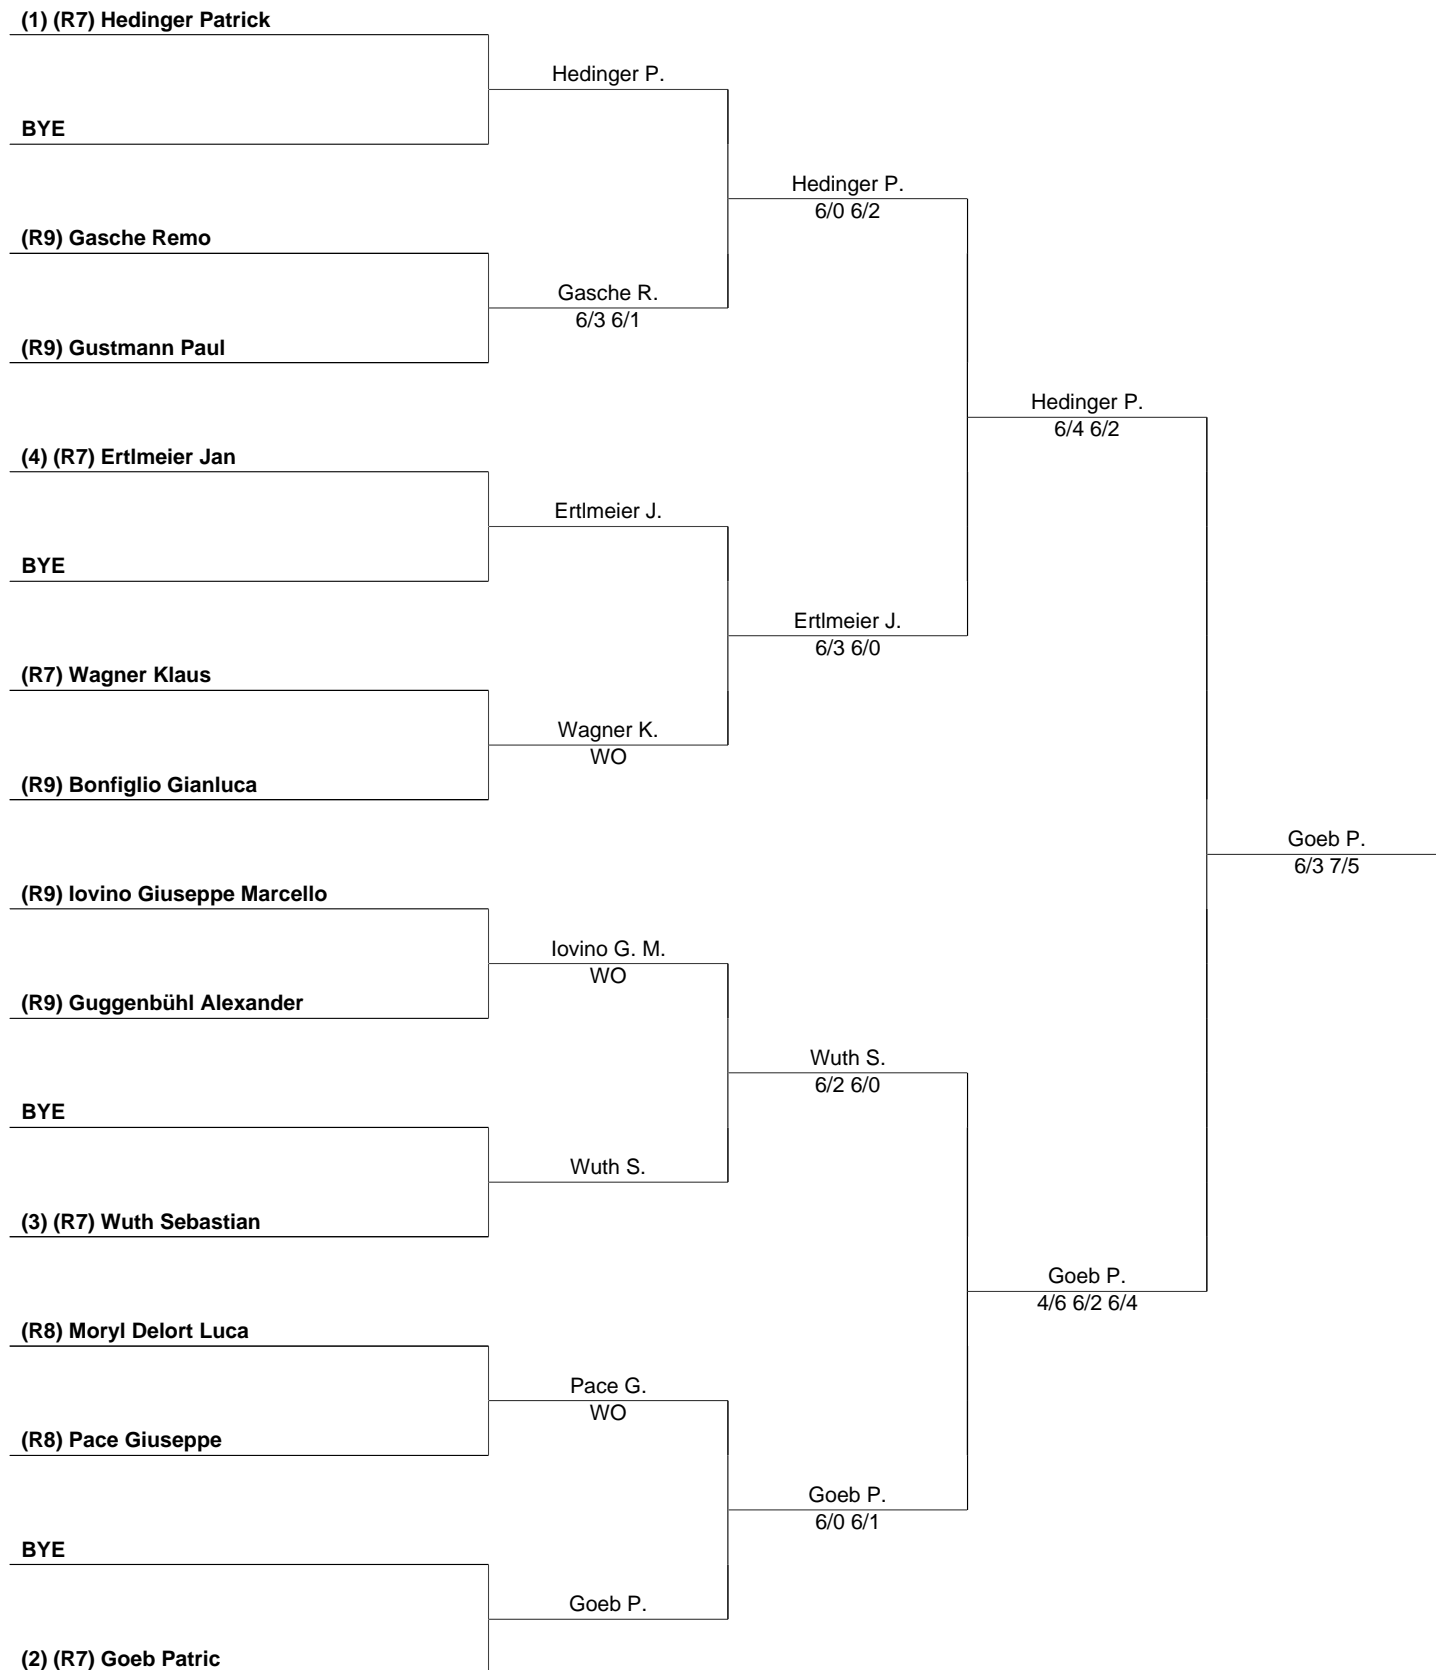 (1) (R7) Hedinger Patrick
Hedinger P.
BYE
Hedinger P.
6/0 6/2
(R9) Gasche Remo
Gasche R.
6/3 6/1
(R9) Gustmann Paul
Hedinger P.
6/4 6/2
(4) (R7) Ertlmeier Jan
Ertlmeier J.
BYE
Ertlmeier J.
6/3 6/0
(R7) Wagner Klaus
Wagner K.
WO
(R9) Bonfiglio Gianluca
Goeb P.
6/3 7/5
(R9) Iovino Giuseppe Marcello
Iovino G. M.
WO
(R9) Guggenbühl Alexander
Wuth S.
6/2 6/0
BYE
Wuth S.
(3) (R7) Wuth Sebastian
Goeb P.
4/6 6/2 6/4
(R8) Moryl Delort Luca
Pace G.
WO
(R8) Pace Giuseppe
Goeb P.
6/0 6/1
BYE
Goeb P.
(2) (R7) Goeb Patric